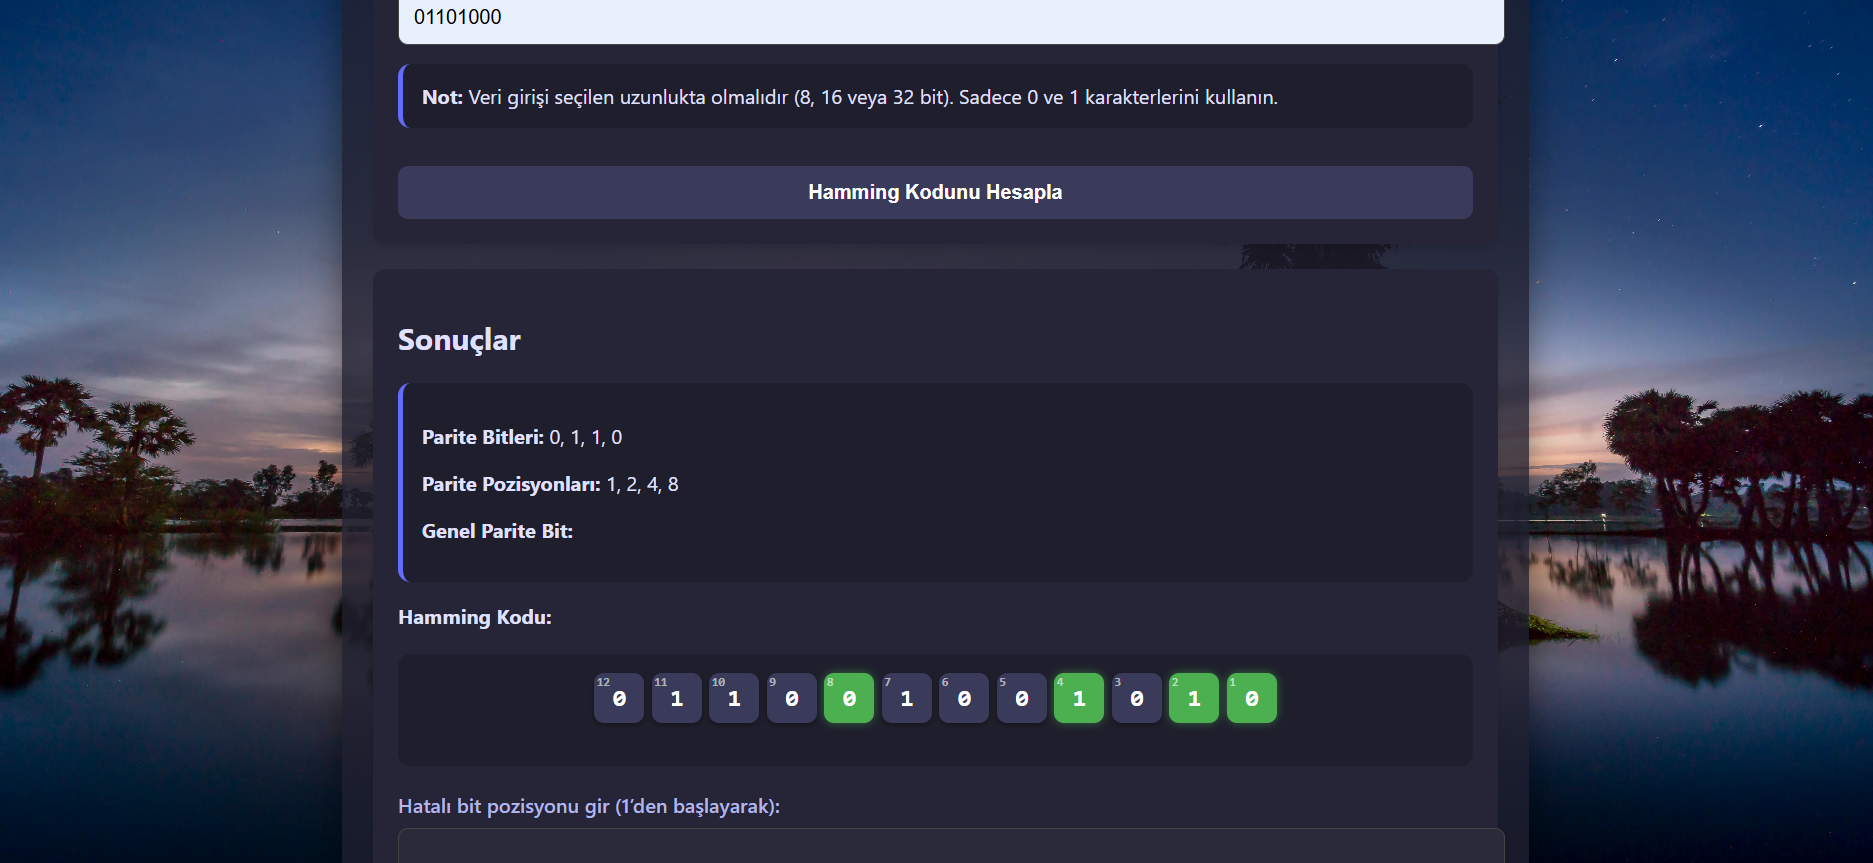 01101000
Not: Veri girişi seçilen uzunlukta olmalıdır (8, 16 veya 32 bit). Sadece 0 ve 1 karakterlerini kullanın.
Hamming Kodunu Hesapla
Sonuçlar
Parite Bitleri: 0, 1, 1, 0
Parite Pozisyonları: 1, 2, 4, 8
Genel Parite Bit:
Hamming Kodu:
12 11 10 9 8 7 6 5 4 3 2 1
0 1 1 0 0 1 0 0 1 0 1 0
Hatalı bit pozisyonu gir (1’den başlayarak):